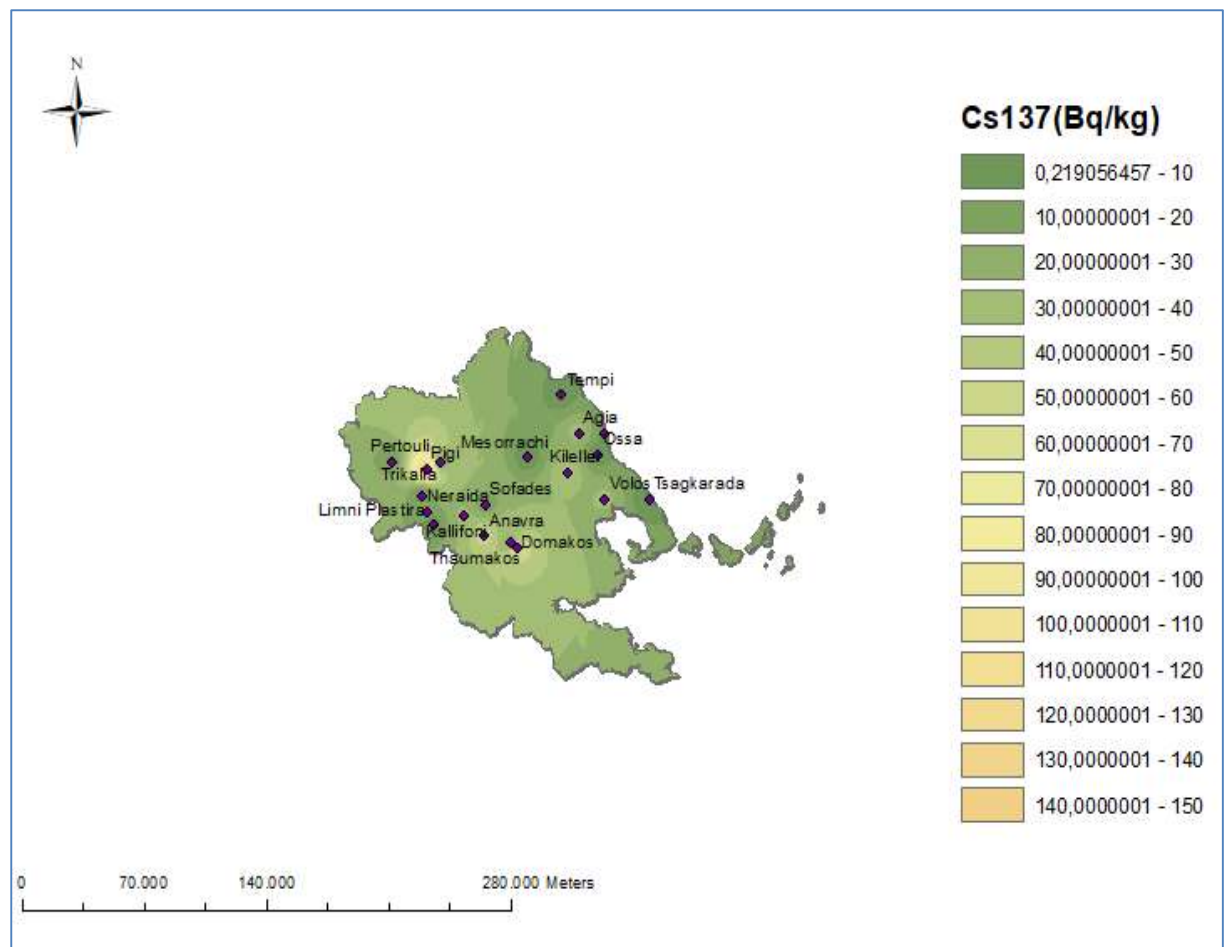 N
Cs137(Bq/kg)
0,219056457 - 10
10,00000001 - 20
20,00000001 - 30
30,00000001 - 40
40,00000001 - 50
50,00000001 - 60
60,00000001 - 70
70,00000001 - 80
80,00000001 - 90
90,00000001 - 100
100,0000001 - 110
110,0000001 - 120
120,0000001 - 130
130,0000001 - 140
140,0000001 - 150
Tempi
Agia
Ossa
Pertouli
Pigi
Mesorrachi
Kileller
Trikalla
Neraida
Sofades
Volos
Tsagkarada
Limni Plastira
Kallifoni
Anavra
Domakos
Thaumakos
0 70.000 140.000 280.000 Meters